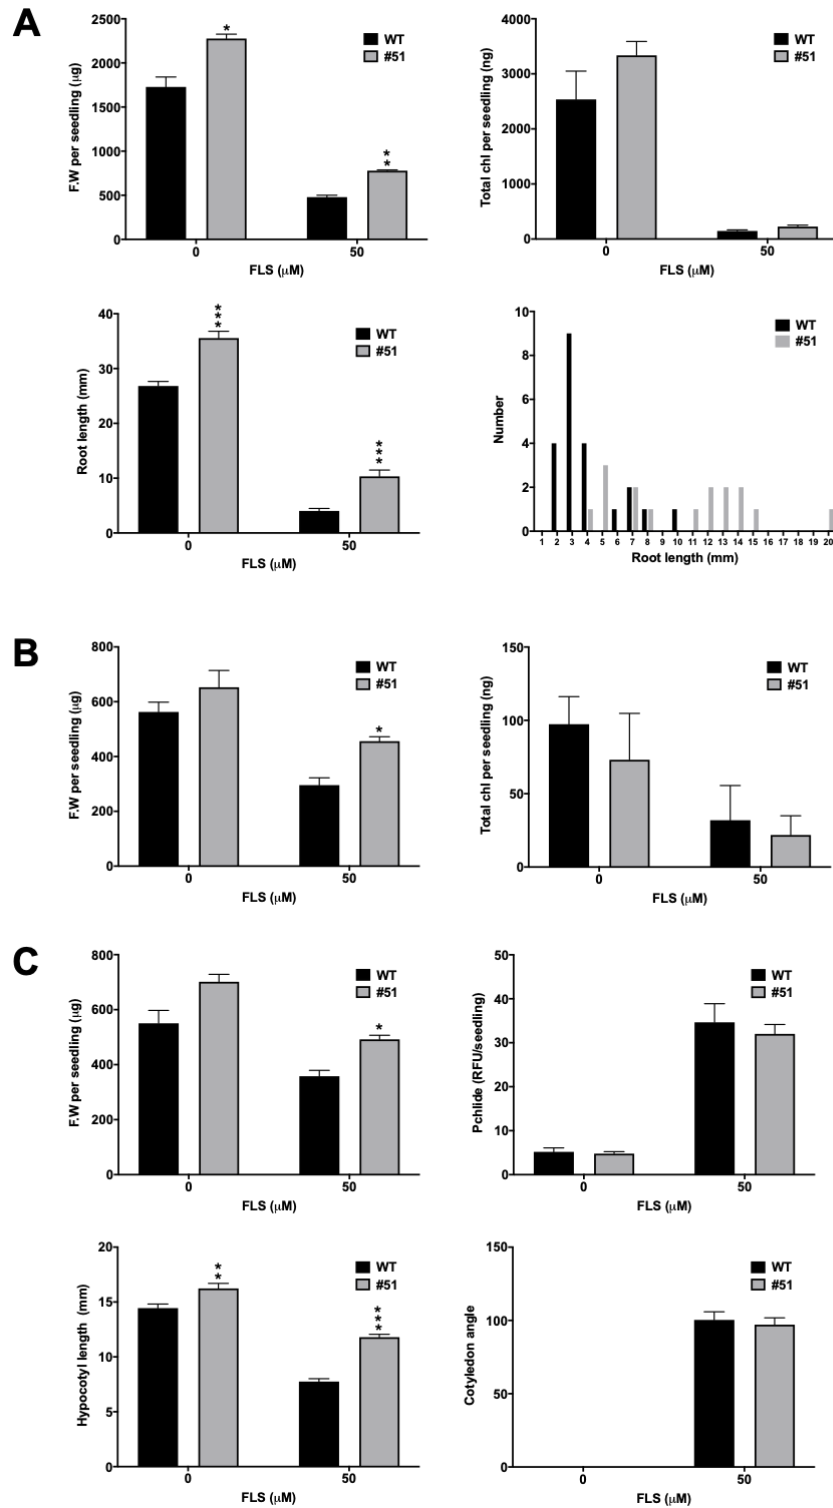 A
F.W per seedling (μg)
2500
2000
1500
1000
500
0
*
**
WT
#51
0 50
FLS (μM)
Total chl per seedling (ng)
4000
3000
2000
1000
0
WT
#51
0 50
FLS (μM)
Root length (mm)
40
30
20
10
0
***
***
WT
#51
0 50
FLS (μM)
Number
10
8
6
4
2
0
WT
#51
1 2 3 4 5 6 7 8 9 10 11 12 13 14 15 16 17 18 19 20
Root length (mm)
B
F.W per seedling (μg)
800
600
400
200
0
*
WT
#51
0 50
FLS (μM)
Total chl per seedling (ng)
150
100
50
0
WT
#51
0 50
FLS (μM)
C
F.W per seedling (μg)
800
600
400
200
0
*
WT
#51
0 50
FLS (μM)
Pchlide (RFU/seedling)
50
40
30
20
10
0
WT
#51
0 50
FLS (μM)
Hypocotyl length (mm)
20
15
10
5
0
**
***
WT
#51
0 50
FLS (μM)
Cotyledon angle
150
100
50
0
WT
#51
0 50
FLS (μM)